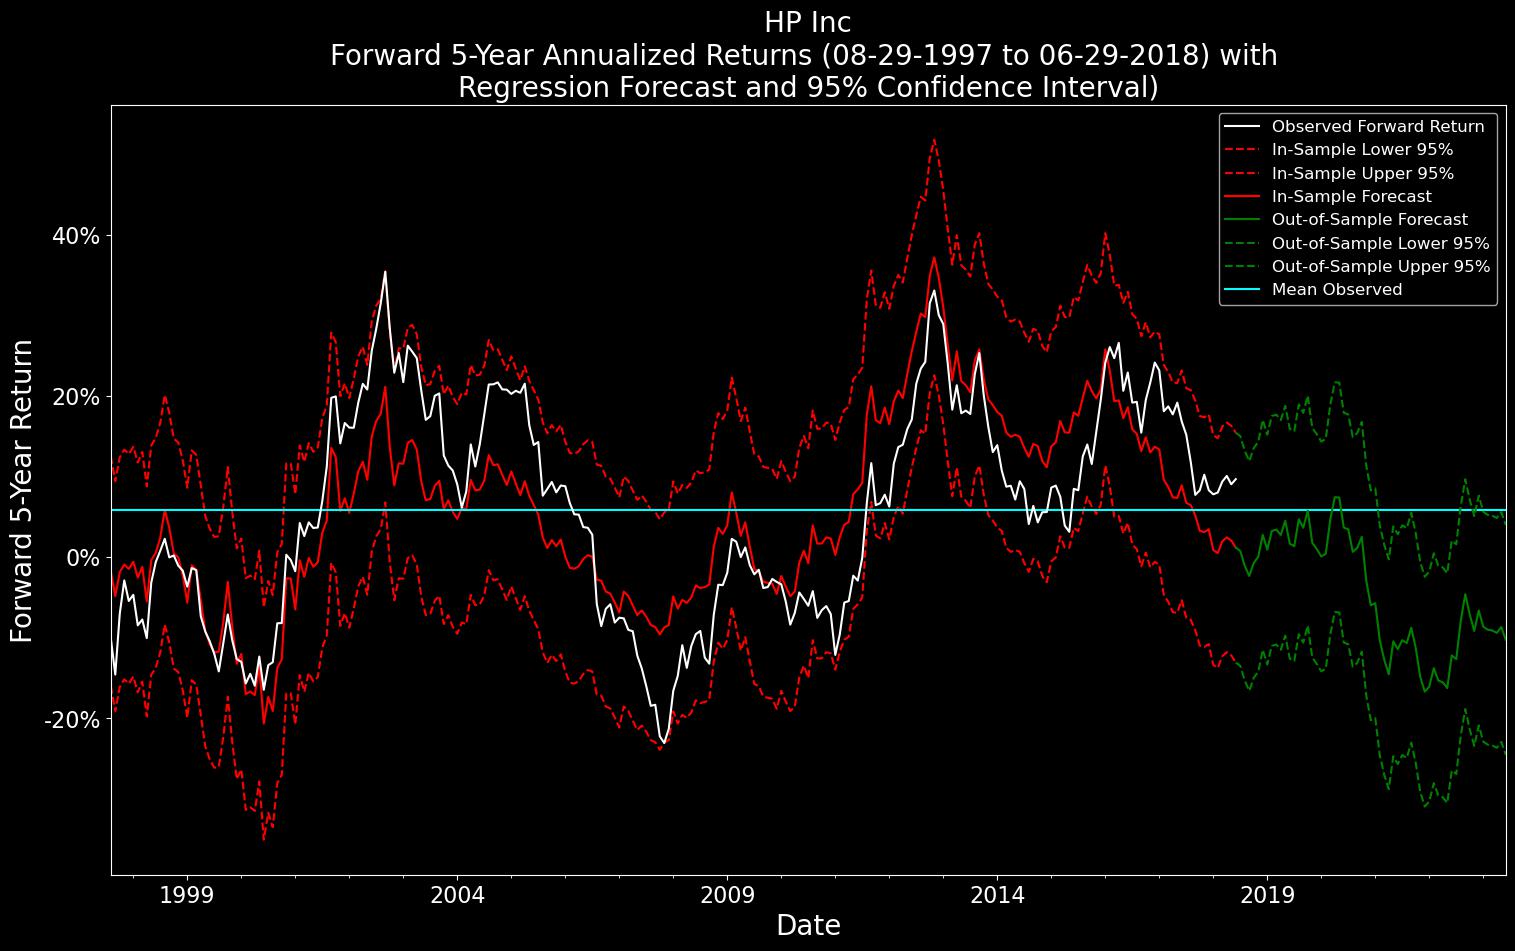 HP Inc
Forward 5-Year Annualized Returns (08-29-1997 to 06-29-2018) with
Regression Forecast and 95% Confidence Interval)
Observed Forward Return
In-Sample Lower 95%
In-Sample Upper 95%
In-Sample Forecast
Out-of-Sample Forecast
Out-of-Sample Lower 95%
Out-of-Sample Upper 95%
Mean Observed
Forward 5-Year Return
40%
20%
0%
-20%
1999
2004
2009
2014
2019
Date